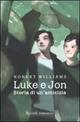 ROBERT WILLIAMS
Luke e Jon
Storia di un'amicizia